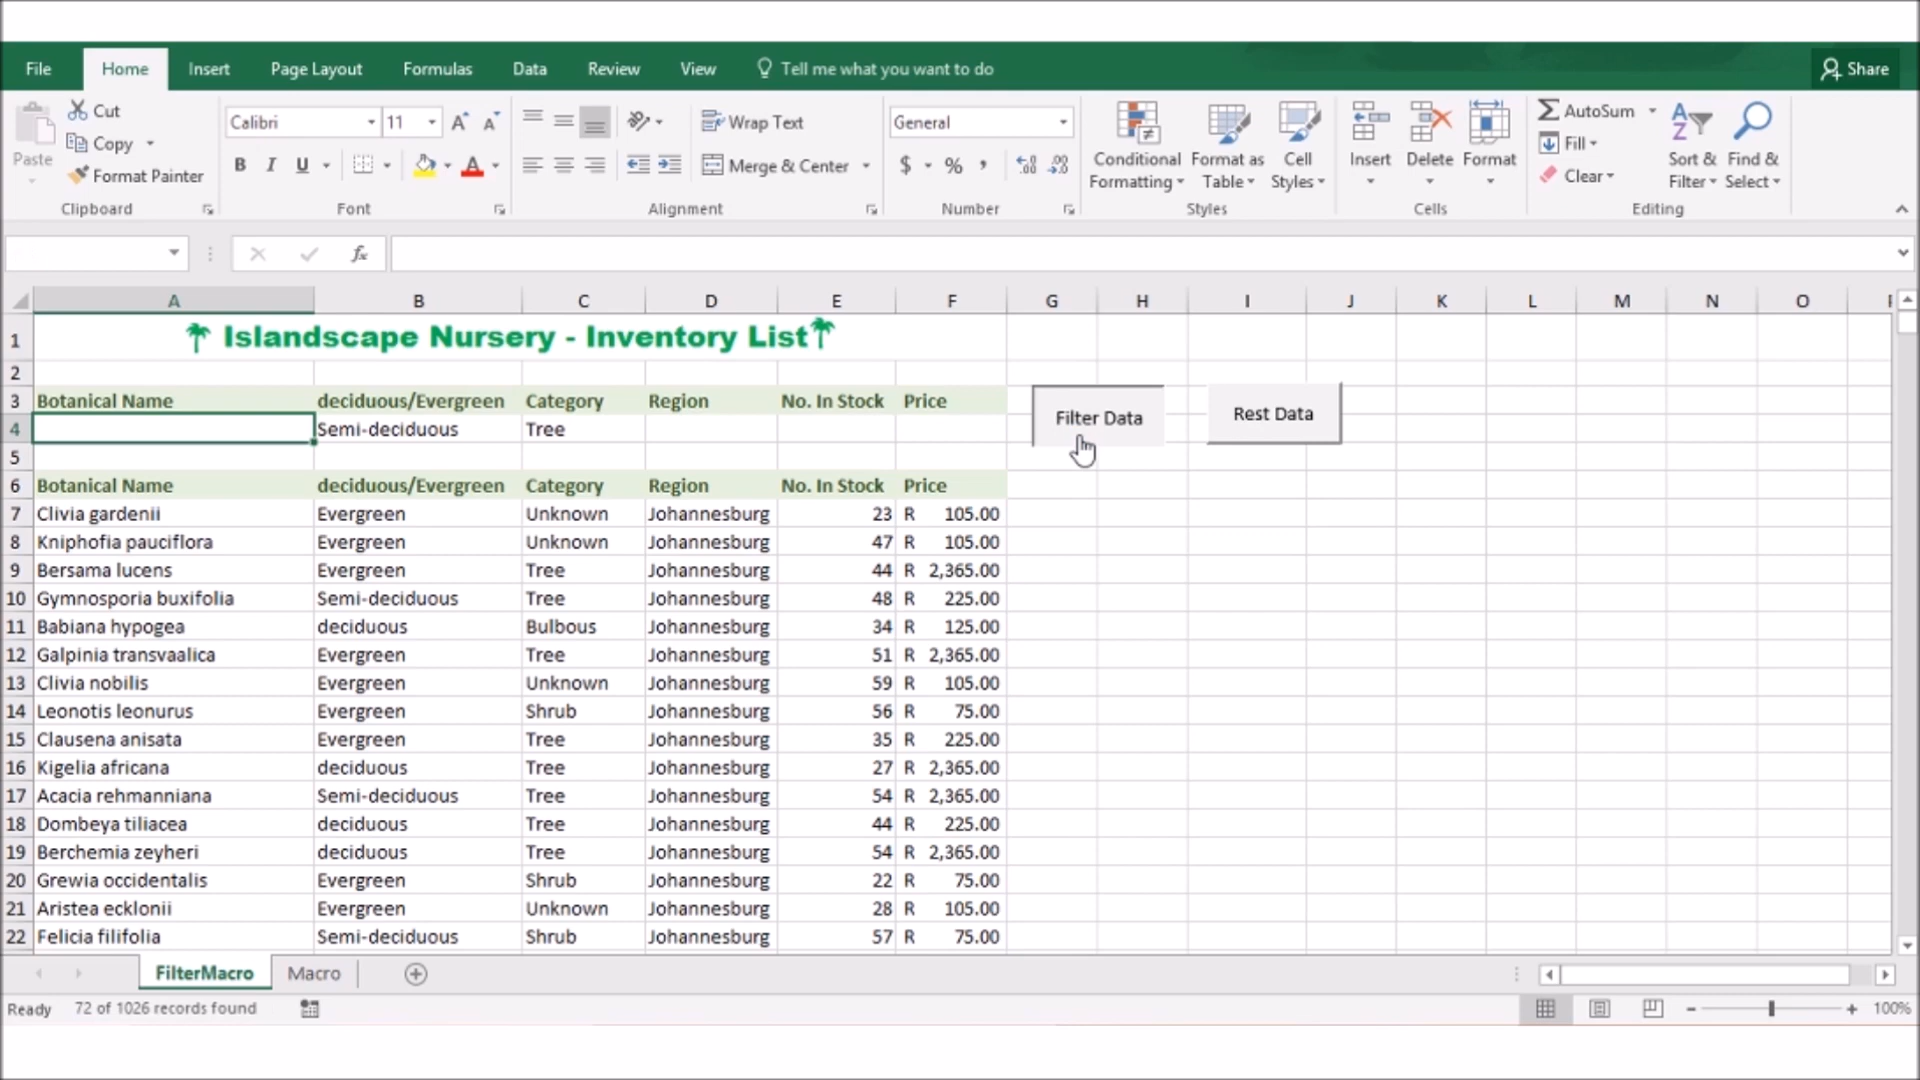 File Home Insert Page Layout Formulas Data Review View Tell me what you want to do Share
Cut
Copy
Format Painter
Paste
Clipboard
Calibri 11
B I U
Font
Wrap Text
Merge & Center
Alignment
General
$ % ,
Number
Conditional Formatting
Format as Table
Cell Styles
Styles
Insert Delete Format
Cells
AutoSum
Fill
Clear
Sort & Filter
Find & Select
Editing
fx
A B C D E F G H I J K L M N O
1 Islandscape Nursery - Inventory List
2
3 Botanical Name deciduous/Evergreen Category Region No. In Stock Price
4 Semi-deciduous Tree
Filter Data
Rest Data
5
6 Botanical Name deciduous/Evergreen Category Region No. In Stock Price
7 Clivia gardenii Evergreen Unknown Johannesburg 23 R 105.00
8 Kniphofia pauciflora Evergreen Unknown Johannesburg 47 R 105.00
9 Bersama lucens Evergreen Tree Johannesburg 44 R 2,365.00
10 Gymnosporia buxifolia Semi-deciduous Tree Johannesburg 48 R 225.00
11 Babiana hypogea deciduous Bulbous Johannesburg 34 R 125.00
12 Galpinia transvaalica Evergreen Tree Johannesburg 51 R 2,365.00
13 Clivia nobilis Evergreen Unknown Johannesburg 59 R 105.00
14 Leonotis leonurus Evergreen Shrub Johannesburg 56 R 75.00
15 Clausena anisata Evergreen Tree Johannesburg 35 R 225.00
16 Kigelia africana deciduous Tree Johannesburg 27 R 2,365.00
17 Acacia rehmanniana Semi-deciduous Tree Johannesburg 54 R 2,365.00
18 Dombeya tiliacea deciduous Tree Johannesburg 44 R 225.00
19 Berchemia zeyheri deciduous Tree Johannesburg 54 R 2,365.00
20 Grewia occidentalis Evergreen Shrub Johannesburg 22 R 75.00
21 Aristea ecklonii Evergreen Unknown Johannesburg 28 R 105.00
22 Felicia filifolia Semi-deciduous Shrub Johannesburg 57 R 75.00
FilterMacro Macro
Ready 72 of 1026 records found 100%